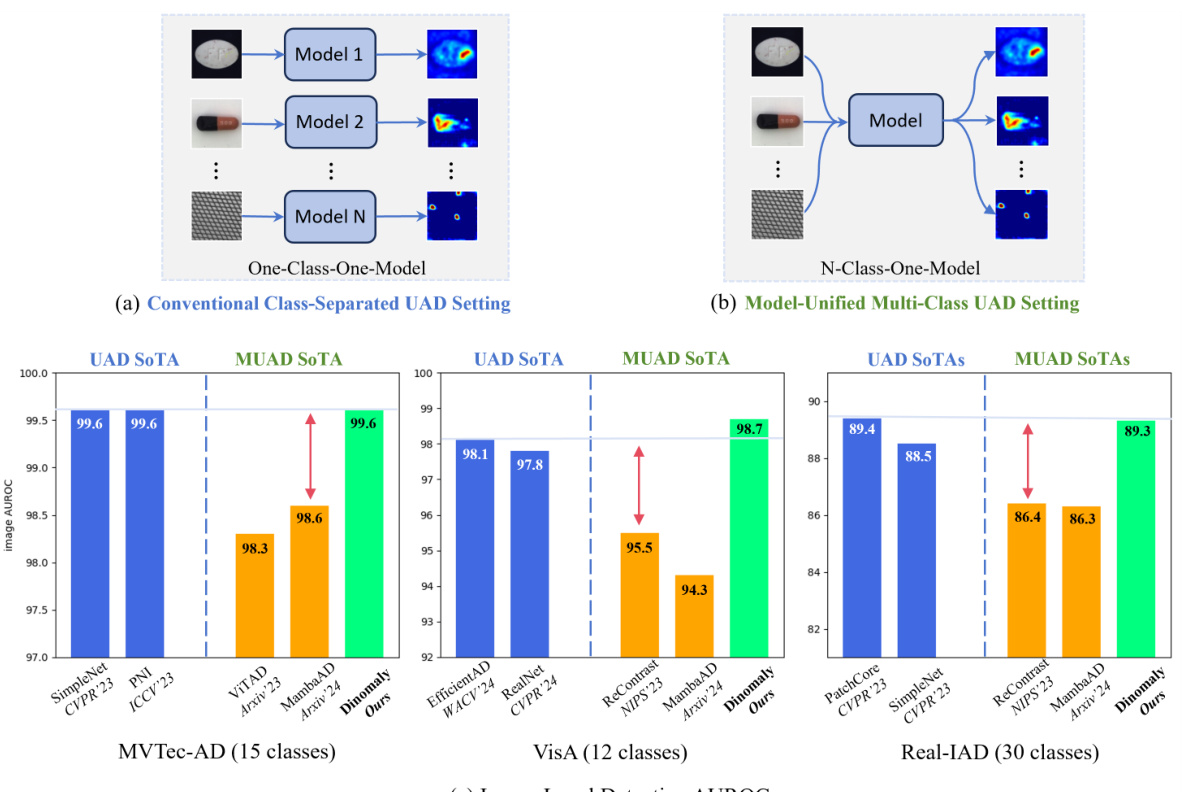 Model 1
Model 2
Model N
One-Class-One-Model
(a) Conventional Class-Separated UAD Setting
Model
N-Class-One-Model
(b) Model-Unified Multi-Class UAD Setting
UAD SoTA
MUAD SoTA
image AUROC
100.0
99.5
99.0
98.5
98.0
97.5
97.0
99.6
99.6
98.3
98.6
99.6
SimpleNet
CVPR'23
PNI
ICCV'23
ViTAD
Arxiv'23
MambaAD
Arxiv'24
Dinomaly
Ours
MVTec-AD (15 classes)
UAD SoTA
MUAD SoTA
100
99
98
97
96
95
94
93
92
98.1
97.8
95.5
94.3
98.7
EfficientAD
WACV'24
RealNet
CVPR'24
ReContrast
NIPS'23
MambaAD
Arxiv'24
Dinomaly
Ours
VisA (12 classes)
UAD SoTAs
MUAD SoTAs
90
88
86
84
82
89.4
88.5
86.4
86.3
89.3
PatchCore
CVPR'23
SimpleNet
CVPR'23
ReContrast
NIPS'23
MambaAD
Arxiv'24
Dinomaly
Ours
Real-IAD (30 classes)